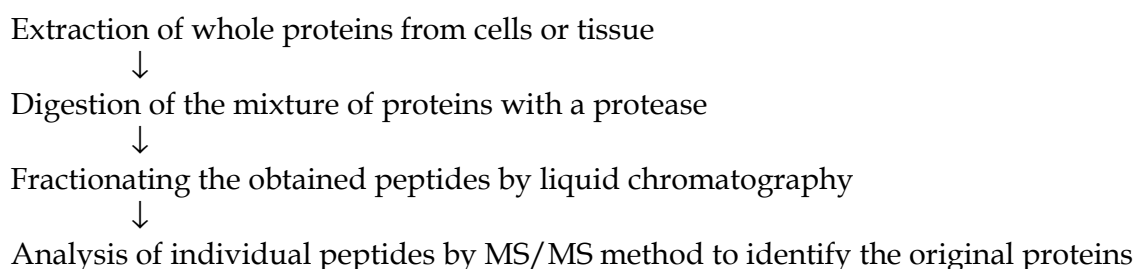 Extraction of whole proteins from cells or tissue
↓
Digestion of the mixture of proteins with a protease
↓
Fractionating the obtained peptides by liquid chromatography
↓
Analysis of individual peptides by MS/MS method to identify the original proteins